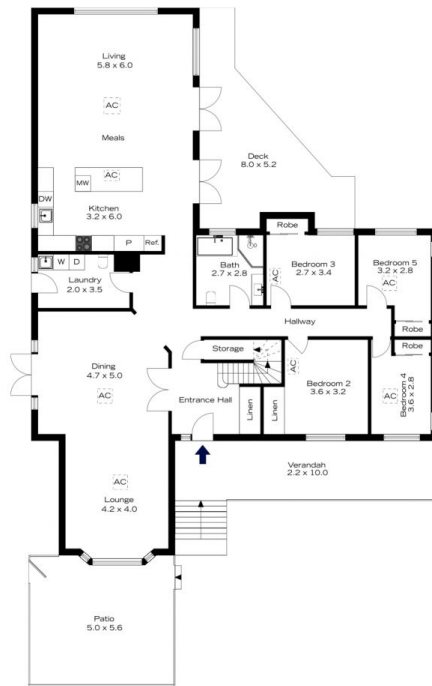 Living
5.8 x 6.0
AC
Meals
AC
MW
DW
Kitchen
3.2 x 6.0
P
Ref.
Deck
8.0 x 5.2
W
D
Laundry
2.0 x 3.5
Bath
2.7 x 2.8
Robe
Bedroom 3
2.7 x 3.4
AC
Bedroom 5
3.2 x 2.8
AC
Robe
Hallway
Storage
Robe
Dining
4.7 x 5.0
AC
Entrance Hall
Linen
Linen
AC
Bedroom 2
3.6 x 3.2
AC
Bedroom 4
3.6 x 2.8
Verandah
2.2 x 10.0
AC
Lounge
4.2 x 4.0
Patio
5.0 x 5.6